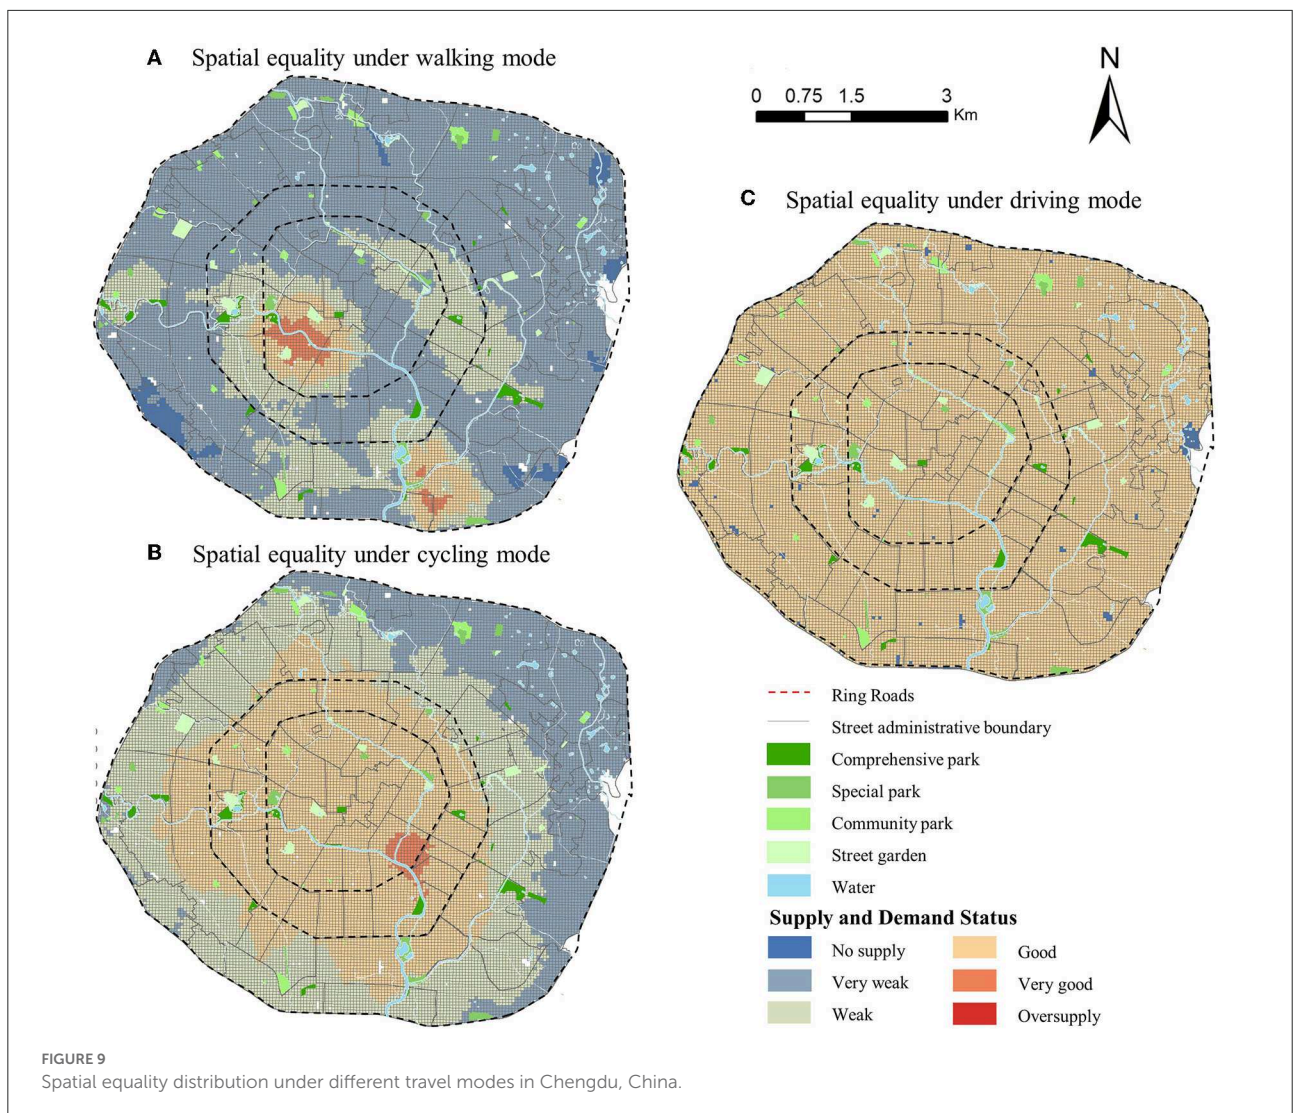 A Spatial equality under walking mode
N
0 0.75 1.5 3
Km
C Spatial equality under driving mode
B Spatial equality under cycling mode
Ring Roads
Street administrative boundary
Comprehensive park
Special park
Community park
Street garden
Water
Supply and Demand Status
No supply
Good
Very weak
Very good
Weak
Oversupply
FIGURE 9
Spatial equality distribution under different travel modes in Chengdu, China.